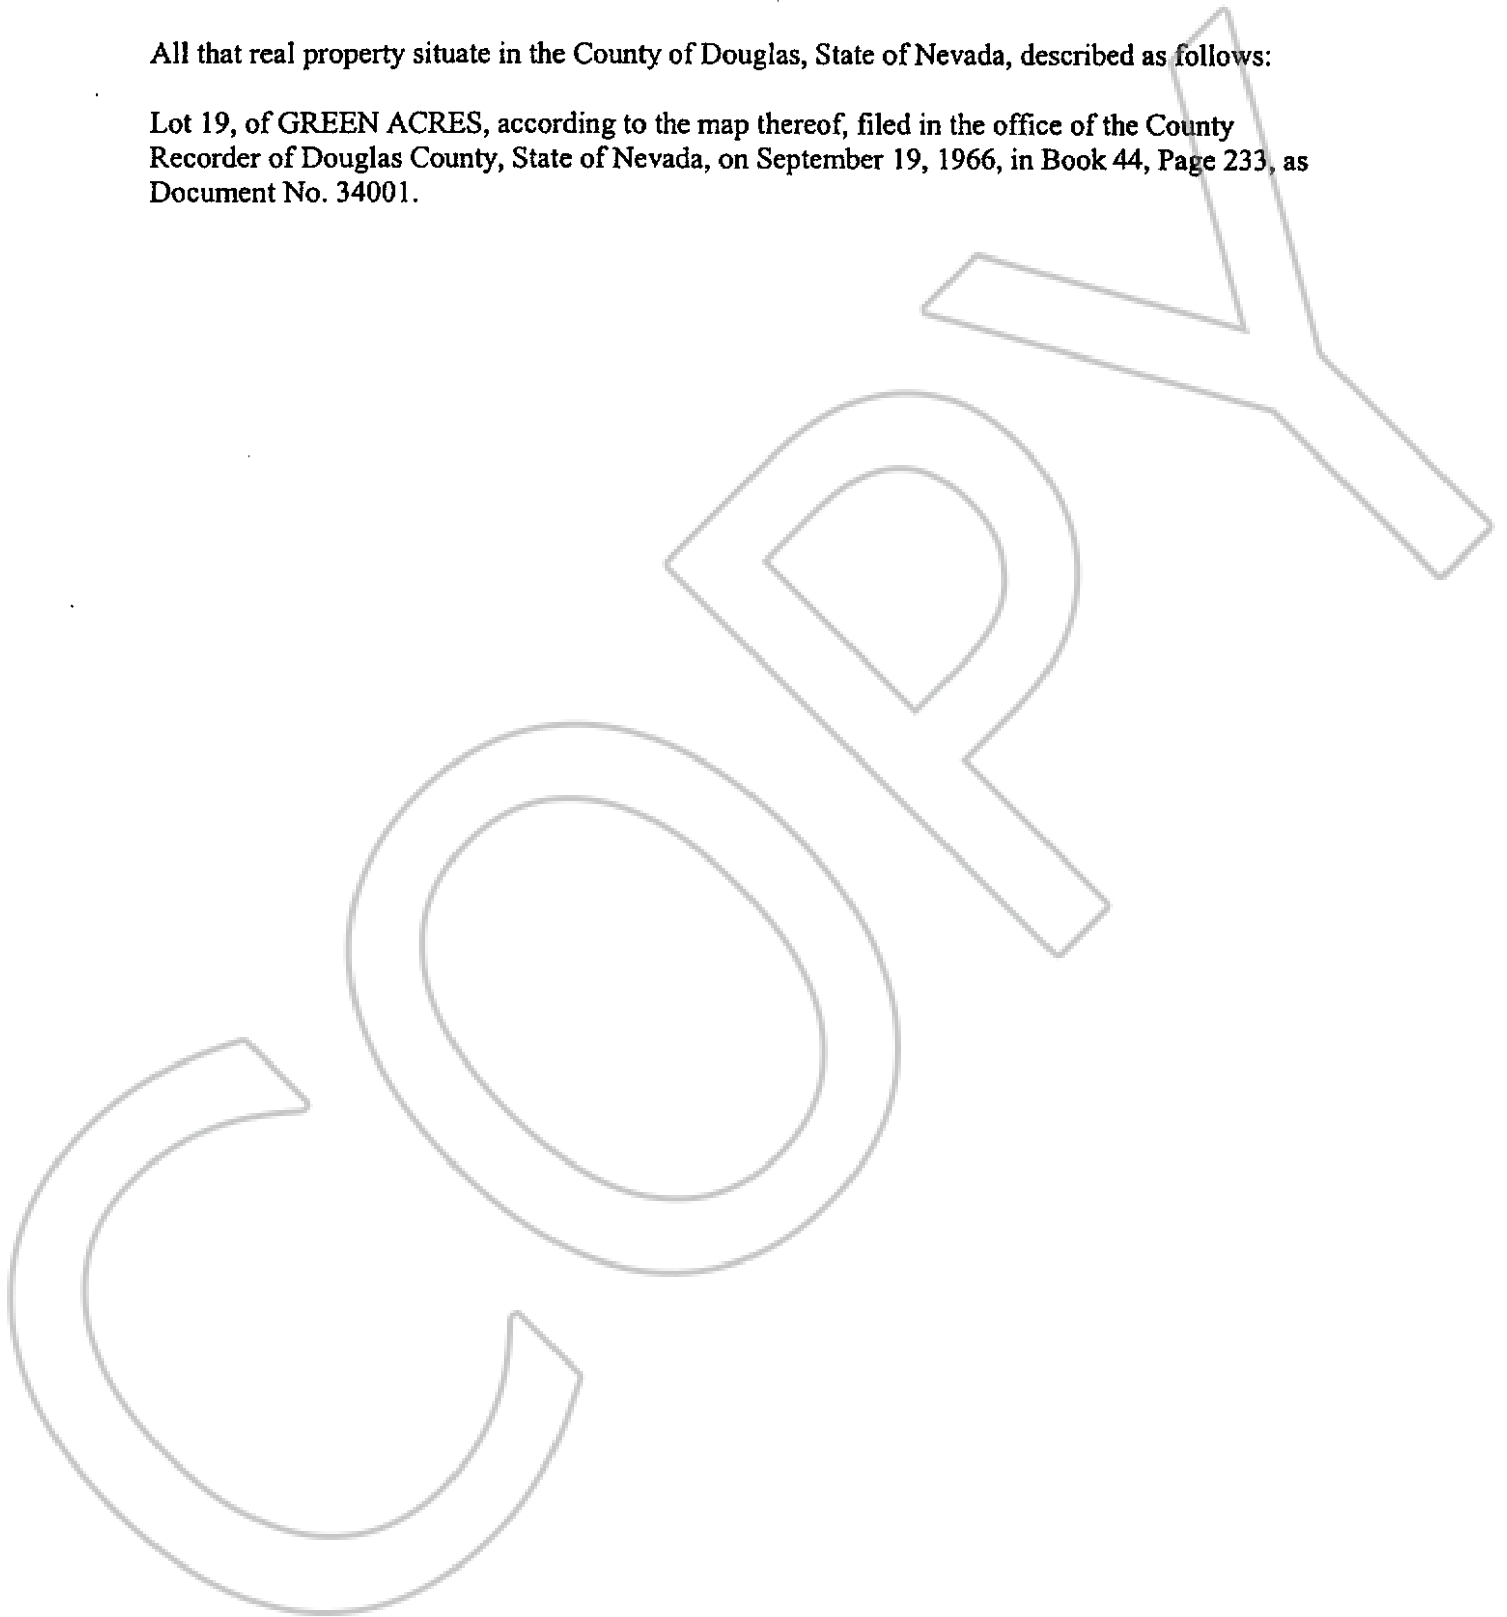 All that real property situate in the County of Douglas, State of Nevada, described as follows:
Lot 19, of GREEN ACRES, according to the map thereof, filed in the office of the County
Recorder of Douglas County, State of Nevada, on September 19, 1966, in Book 44, Page 233, as
Document No. 34001.
COPY